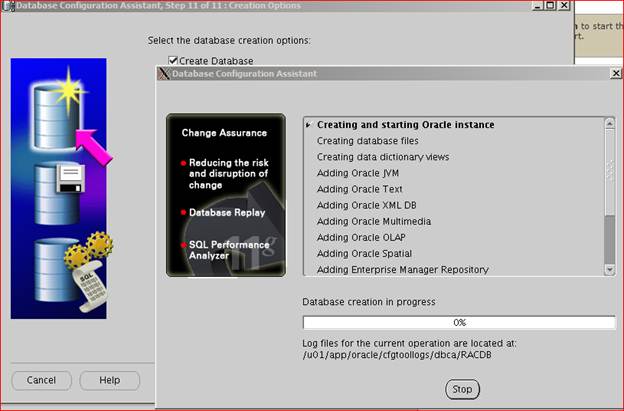 Database Configuration Assistant, Step 11 of 11 : Creation Options
to start th
rt.
Select the database creation options:
Create Database
Database Configuration Assistant
Change Assurance
Reducing the risk
and disruption of
change
Database Replay
SQL Performance
Analyzer
11g
SQL
Creating and starting Oracle instance
Creating database files
Creating data dictionary views
Adding Oracle JVM
Adding Oracle Text
Adding Oracle XML DB
Adding Oracle Multimedia
Adding Oracle OLAP
Adding Oracle Spatial
Adding Enterprise Manager Repository
Database creation in progress
0%
Log files for the current operation are located at:
/u01/app/oracle/cfgtoollogs/dbca/RACDB
Cancel
Help
Stop